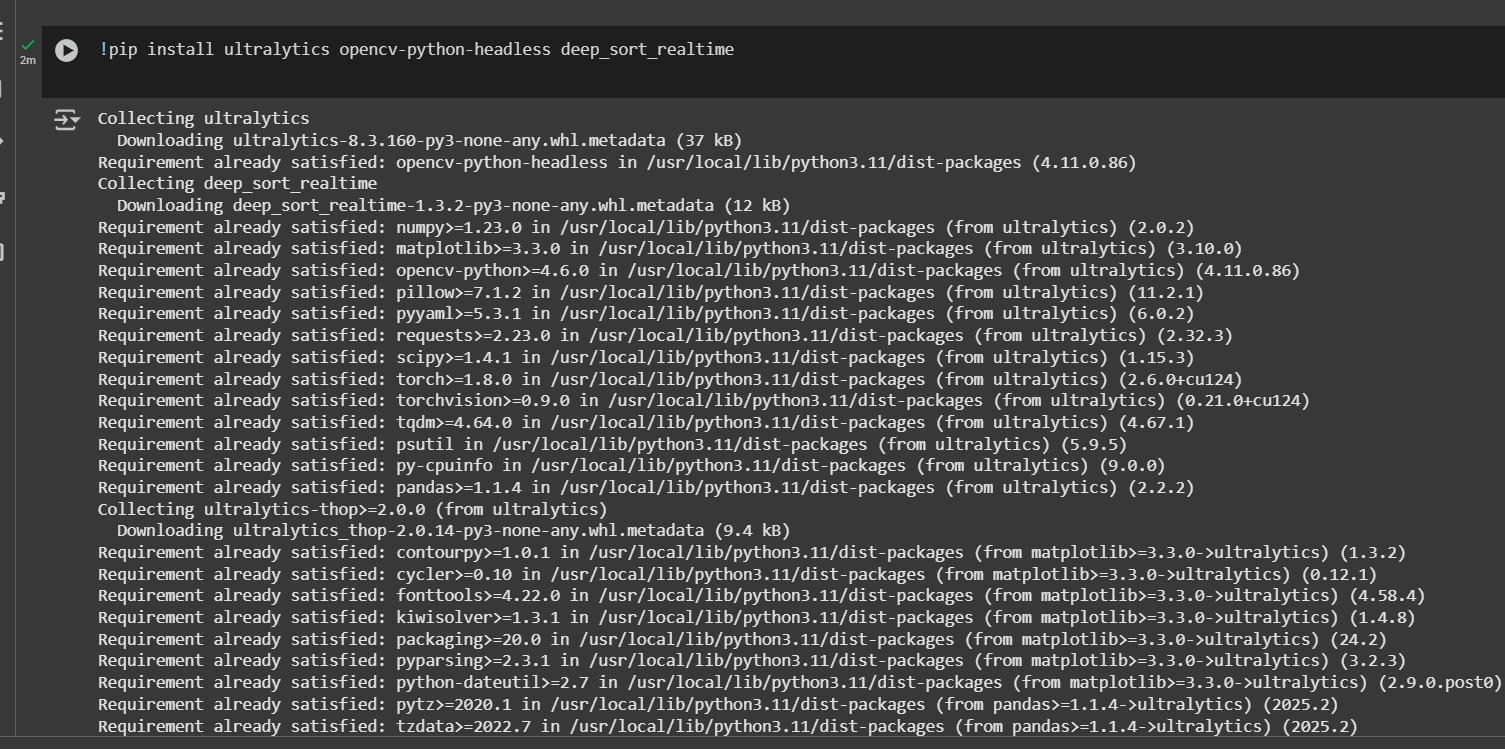 !pip install ultralytics opencv-python-headless deep_sort_realtime
2m
Collecting ultralytics
Downloading ultralytics-8.3.160-py3-none-any.whl.metadata (37 kB)
Requirement already satisfied: opencv-python-headless in /usr/local/lib/python3.11/dist-packages (4.11.0.86)
Collecting deep_sort_realtime
Downloading deep_sort_realtime-1.3.2-py3-none-any.whl.metadata (12 kB)
Requirement already satisfied: numpy>=1.23.0 in /usr/local/lib/python3.11/dist-packages (from ultralytics) (2.0.2)
Requirement already satisfied: matplotlib>=3.3.0 in /usr/local/lib/python3.11/dist-packages (from ultralytics) (3.10.0)
Requirement already satisfied: opencv-python>=4.6.0 in /usr/local/lib/python3.11/dist-packages (from ultralytics) (4.11.0.86)
Requirement already satisfied: pillow>=7.1.2 in /usr/local/lib/python3.11/dist-packages (from ultralytics) (11.2.1)
Requirement already satisfied: pyyaml>=5.3.1 in /usr/local/lib/python3.11/dist-packages (from ultralytics) (6.0.2)
Requirement already satisfied: requests>=2.23.0 in /usr/local/lib/python3.11/dist-packages (from ultralytics) (2.32.3)
Requirement already satisfied: scipy>=1.4.1 in /usr/local/lib/python3.11/dist-packages (from ultralytics) (1.15.3)
Requirement already satisfied: torch>=1.8.0 in /usr/local/lib/python3.11/dist-packages (from ultralytics) (2.6.0+cu124)
Requirement already satisfied: torchvision>=0.9.0 in /usr/local/lib/python3.11/dist-packages (from ultralytics) (0.21.0+cu124)
Requirement already satisfied: tqdm>=4.64.0 in /usr/local/lib/python3.11/dist-packages (from ultralytics) (4.67.1)
Requirement already satisfied: psutil in /usr/local/lib/python3.11/dist-packages (from ultralytics) (5.9.5)
Requirement already satisfied: py-cpuinfo in /usr/local/lib/python3.11/dist-packages (from ultralytics) (9.0.0)
Requirement already satisfied: pandas>=1.1.4 in /usr/local/lib/python3.11/dist-packages (from ultralytics) (2.2.2)
Collecting ultralytics-thop>=2.0.0 (from ultralytics)
Downloading ultralytics_thop-2.0.14-py3-none-any.whl.metadata (9.4 kB)
Requirement already satisfied: contourpy>=1.0.1 in /usr/local/lib/python3.11/dist-packages (from matplotlib>=3.3.0->ultralytics) (1.3.2)
Requirement already satisfied: cycler>=0.10 in /usr/local/lib/python3.11/dist-packages (from matplotlib>=3.3.0->ultralytics) (0.12.1)
Requirement already satisfied: fonttools>=4.22.0 in /usr/local/lib/python3.11/dist-packages (from matplotlib>=3.3.0->ultralytics) (4.58.4)
Requirement already satisfied: kiwisolver>=1.3.1 in /usr/local/lib/python3.11/dist-packages (from matplotlib>=3.3.0->ultralytics) (1.4.8)
Requirement already satisfied: packaging>=20.0 in /usr/local/lib/python3.11/dist-packages (from matplotlib>=3.3.0->ultralytics) (24.2)
Requirement already satisfied: pyparsing>=2.3.1 in /usr/local/lib/python3.11/dist-packages (from matplotlib>=3.3.0->ultralytics) (3.2.3)
Requirement already satisfied: python-dateutil>=2.7 in /usr/local/lib/python3.11/dist-packages (from matplotlib>=3.3.0->ultralytics) (2.9.0.post0)
Requirement already satisfied: pytz>=2020.1 in /usr/local/lib/python3.11/dist-packages (from pandas>=1.1.4->ultralytics) (2025.2)
Requirement already satisfied: tzdata>=2022.7 in /usr/local/lib/python3.11/dist-packages (from pandas>=1.1.4->ultralytics) (2025.2)